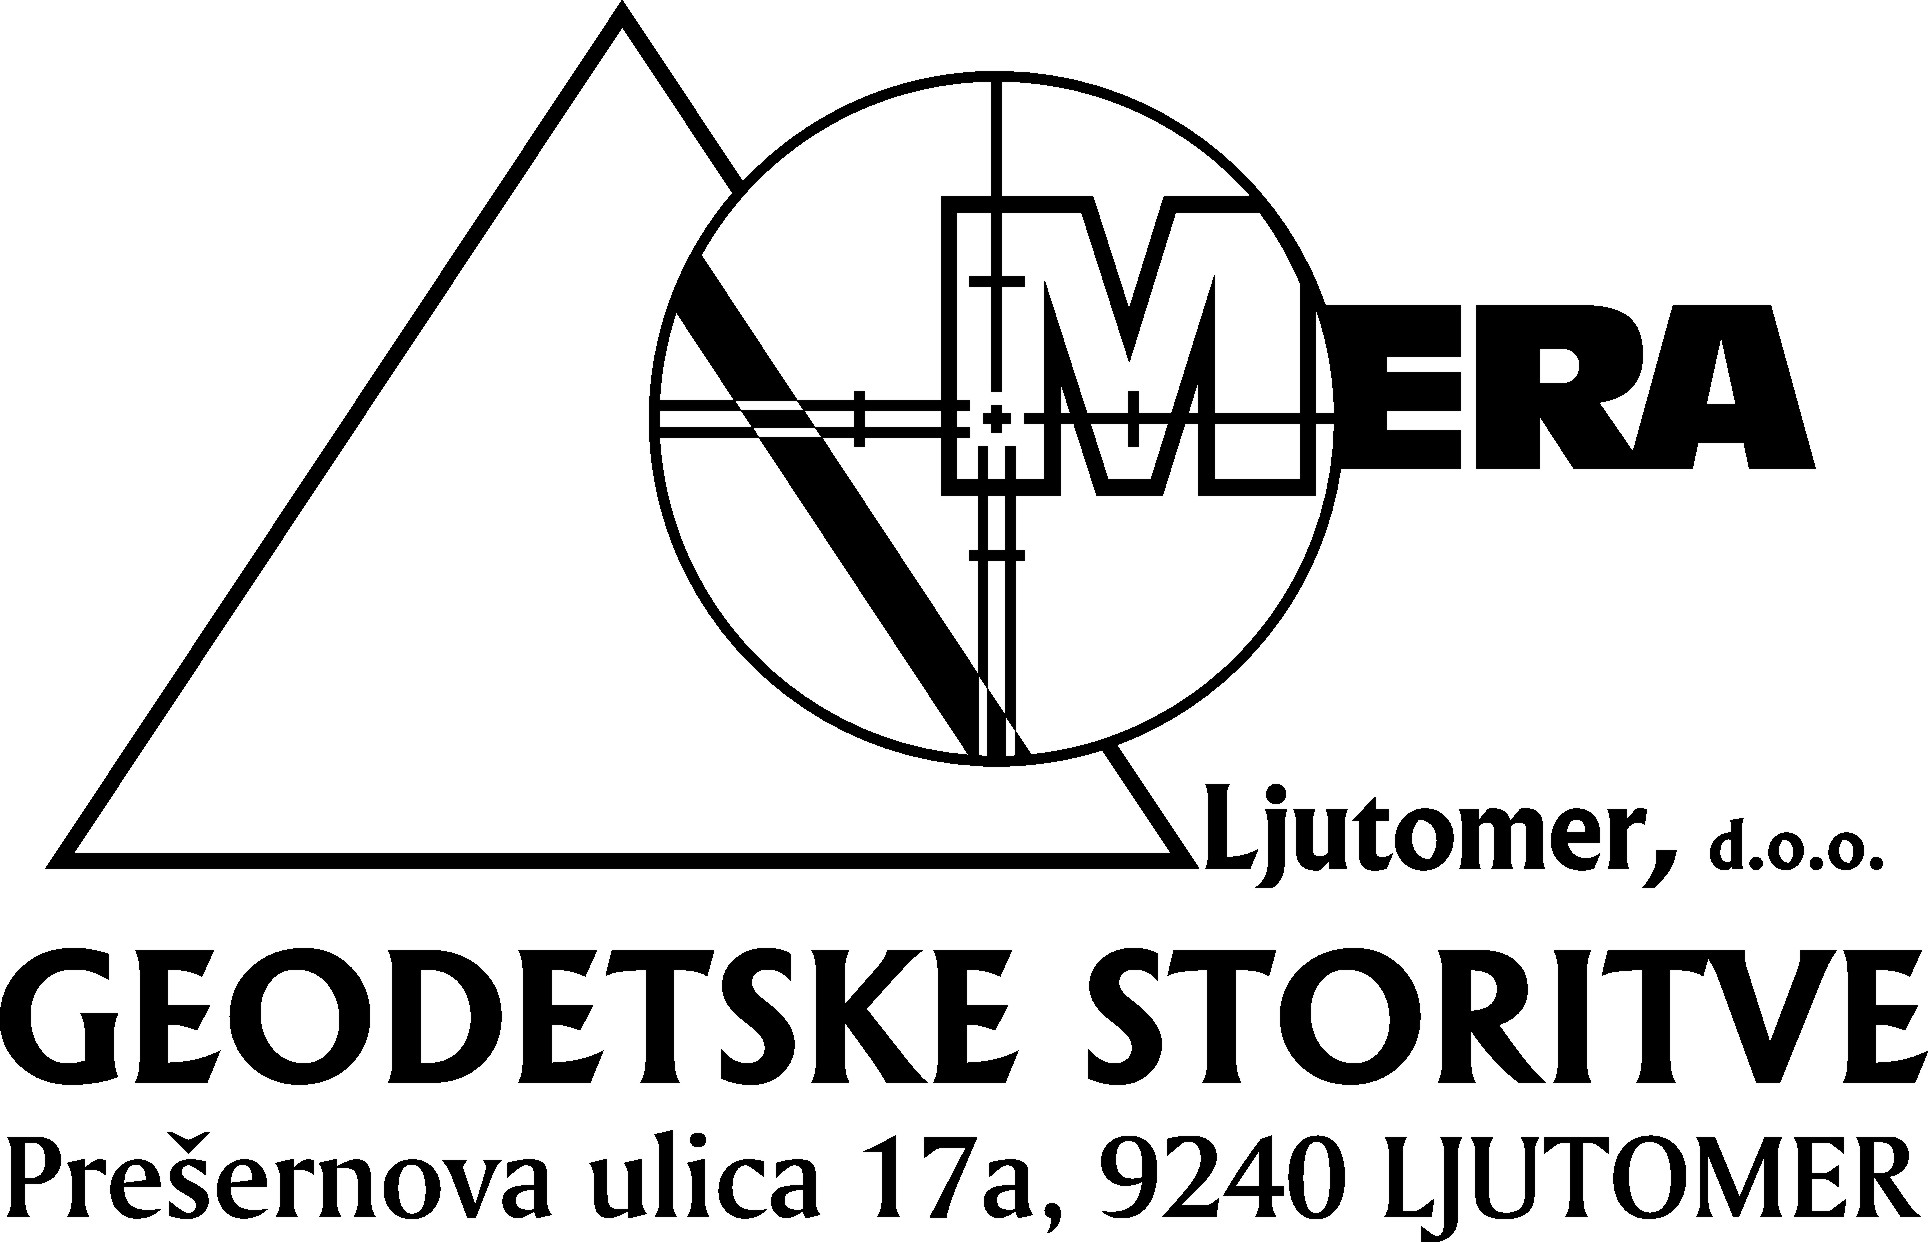 MERA
Ljutomer, d.o.o.
GEODETSKE STORITVE
Prešernova ulica 17a, 9240 LJUTOMER